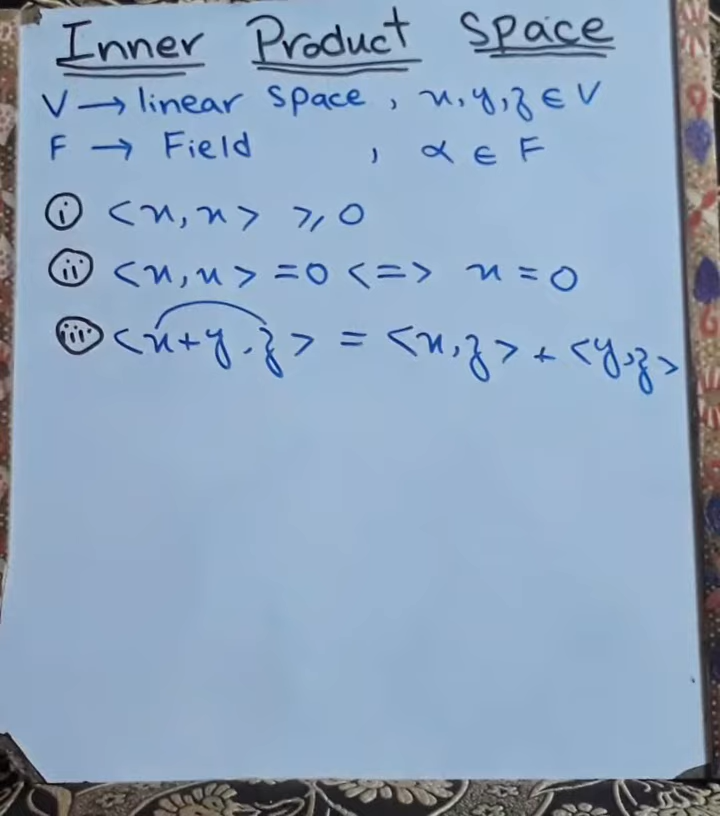 Inner Product Space
V → linear space, x, y, z ∈ V
F → Field , α ∈ F
(i) <x, x> ⩾ 0
(ii) <x, x> = 0 <=> x = 0
(iii) <x+y, z> = <x, z> + <y, z>